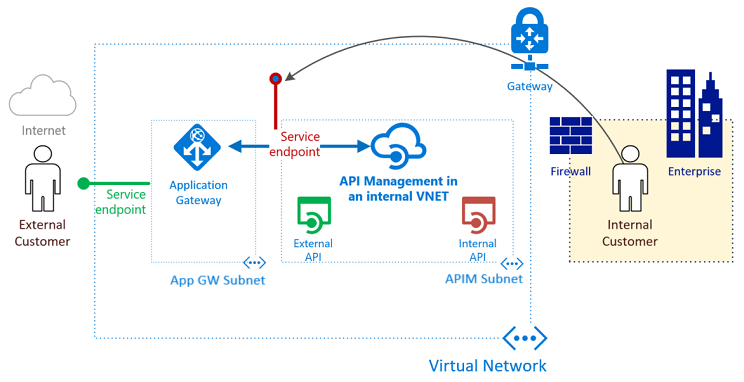 Gateway
Internet
Service
endpoint
API Management in
an internal VNET
Firewall
Enterprise
Application
Gateway
Service
endpoint
External
Customer
External
API
Internal
API
Internal
Customer
App GW Subnet
APIM Subnet
Virtual Network